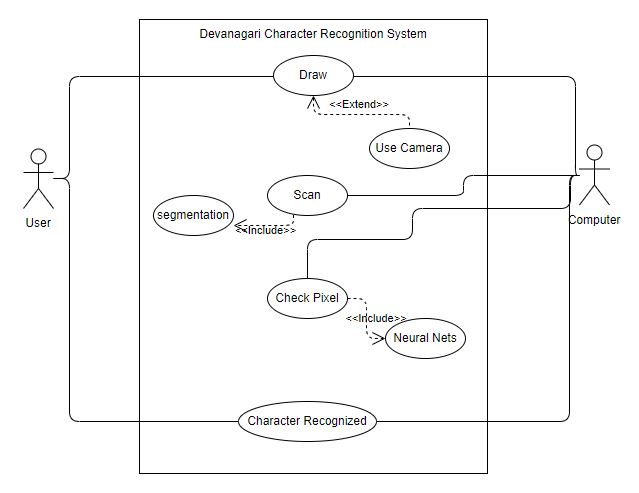 Devanagari Character Recognition System
Draw
<<Extend>>
Use Camera
User
Computer
Scan
segmentation
<<Include>>
Check Pixel
<<Include>>
Neural Nets
Character Recognized